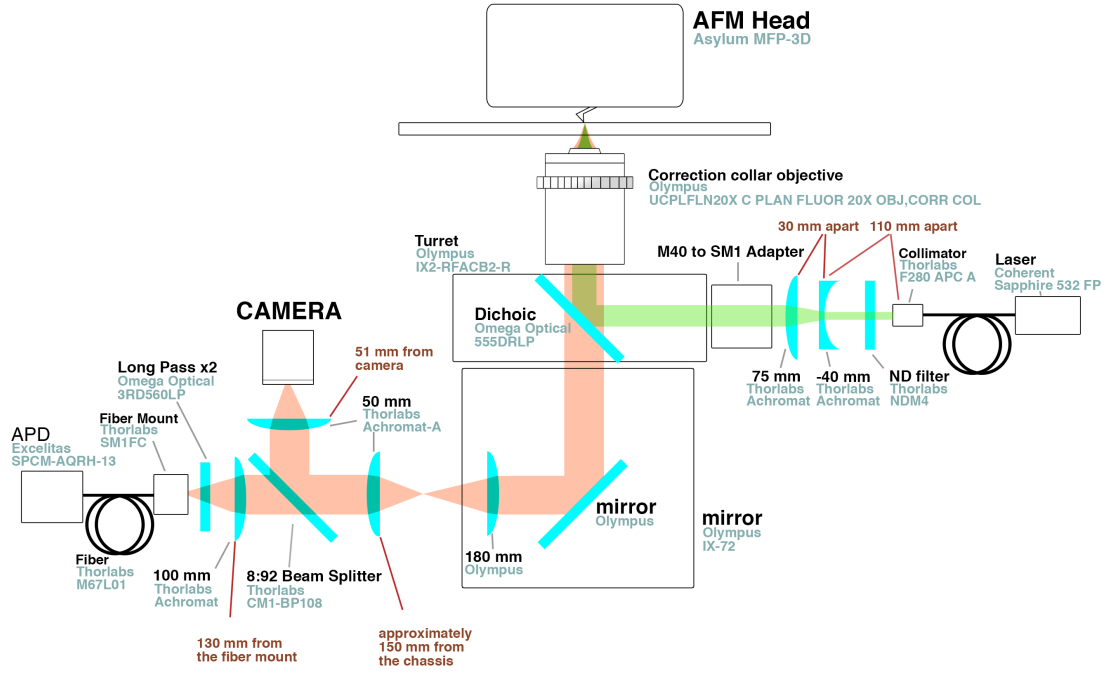 AFM Head
Asylum MFP-3D
Correction collar objective
Olympus
UCPLFLN20X C PLAN FLUOR 20X OBJ,CORR COL
30 mm apart
110 mm apart
Turret
Olympus
IX2-RFACB2-R
M40 to SM1 Adapter
Collimator
Thorlabs
F280 APC A
Laser
Coherent
Sapphire 532 FP
Dichoic
Omega Optical
555DRLP
CAMERA
51 mm from
camera
75 mm
Thorlabs
Achromat
-40 mm
Thorlabs
Achromat
ND filter
Thorlabs
NDM4
Long Pass x2
Omega Optical
3RD560LP
50 mm
Thorlabs
Achromat-A
Fiber Mount
Thorlabs
SM1FC
APD
Excelitas
SPCM-AQRH-13
mirror
Olympus
mirror
Olympus
IX-72
Fiber
Thorlabs
M67L01
100 mm
Thorlabs
Achromat
8:92 Beam Splitter
Thorlabs
CM1-BP108
180 mm
Olympus
130 mm from
the fiber mount
approximately
150 mm from
the chassis